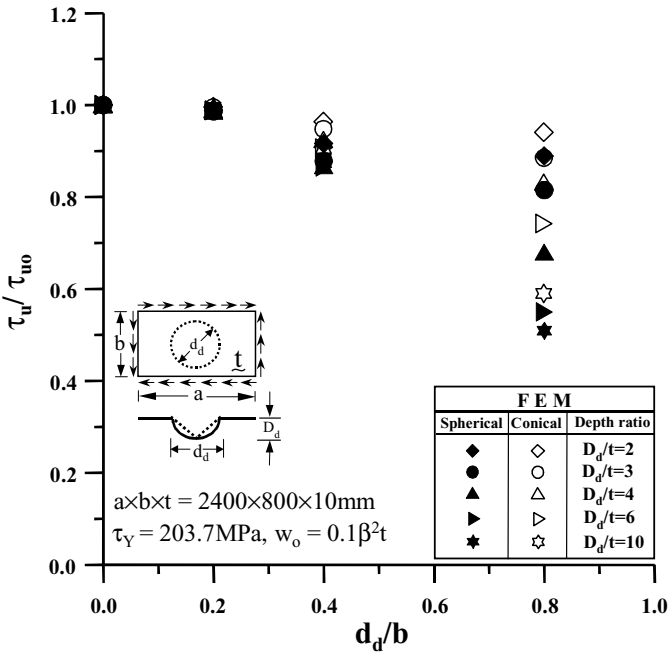 1.2
1.0
0.8
0.6
0.4
0.2
0.0
τu/ τuo
b
dd
t
a
Dd
dd
a×b×t = 2400×800×10mm
τY = 203.7MPa, wo = 0.1β²t
F E M
Spherical Conical Depth ratio
Dd/t=2
Dd/t=3
Dd/t=4
Dd/t=6
Dd/t=10
0.0 0.2 0.4 0.6 0.8 1.0
dd/b